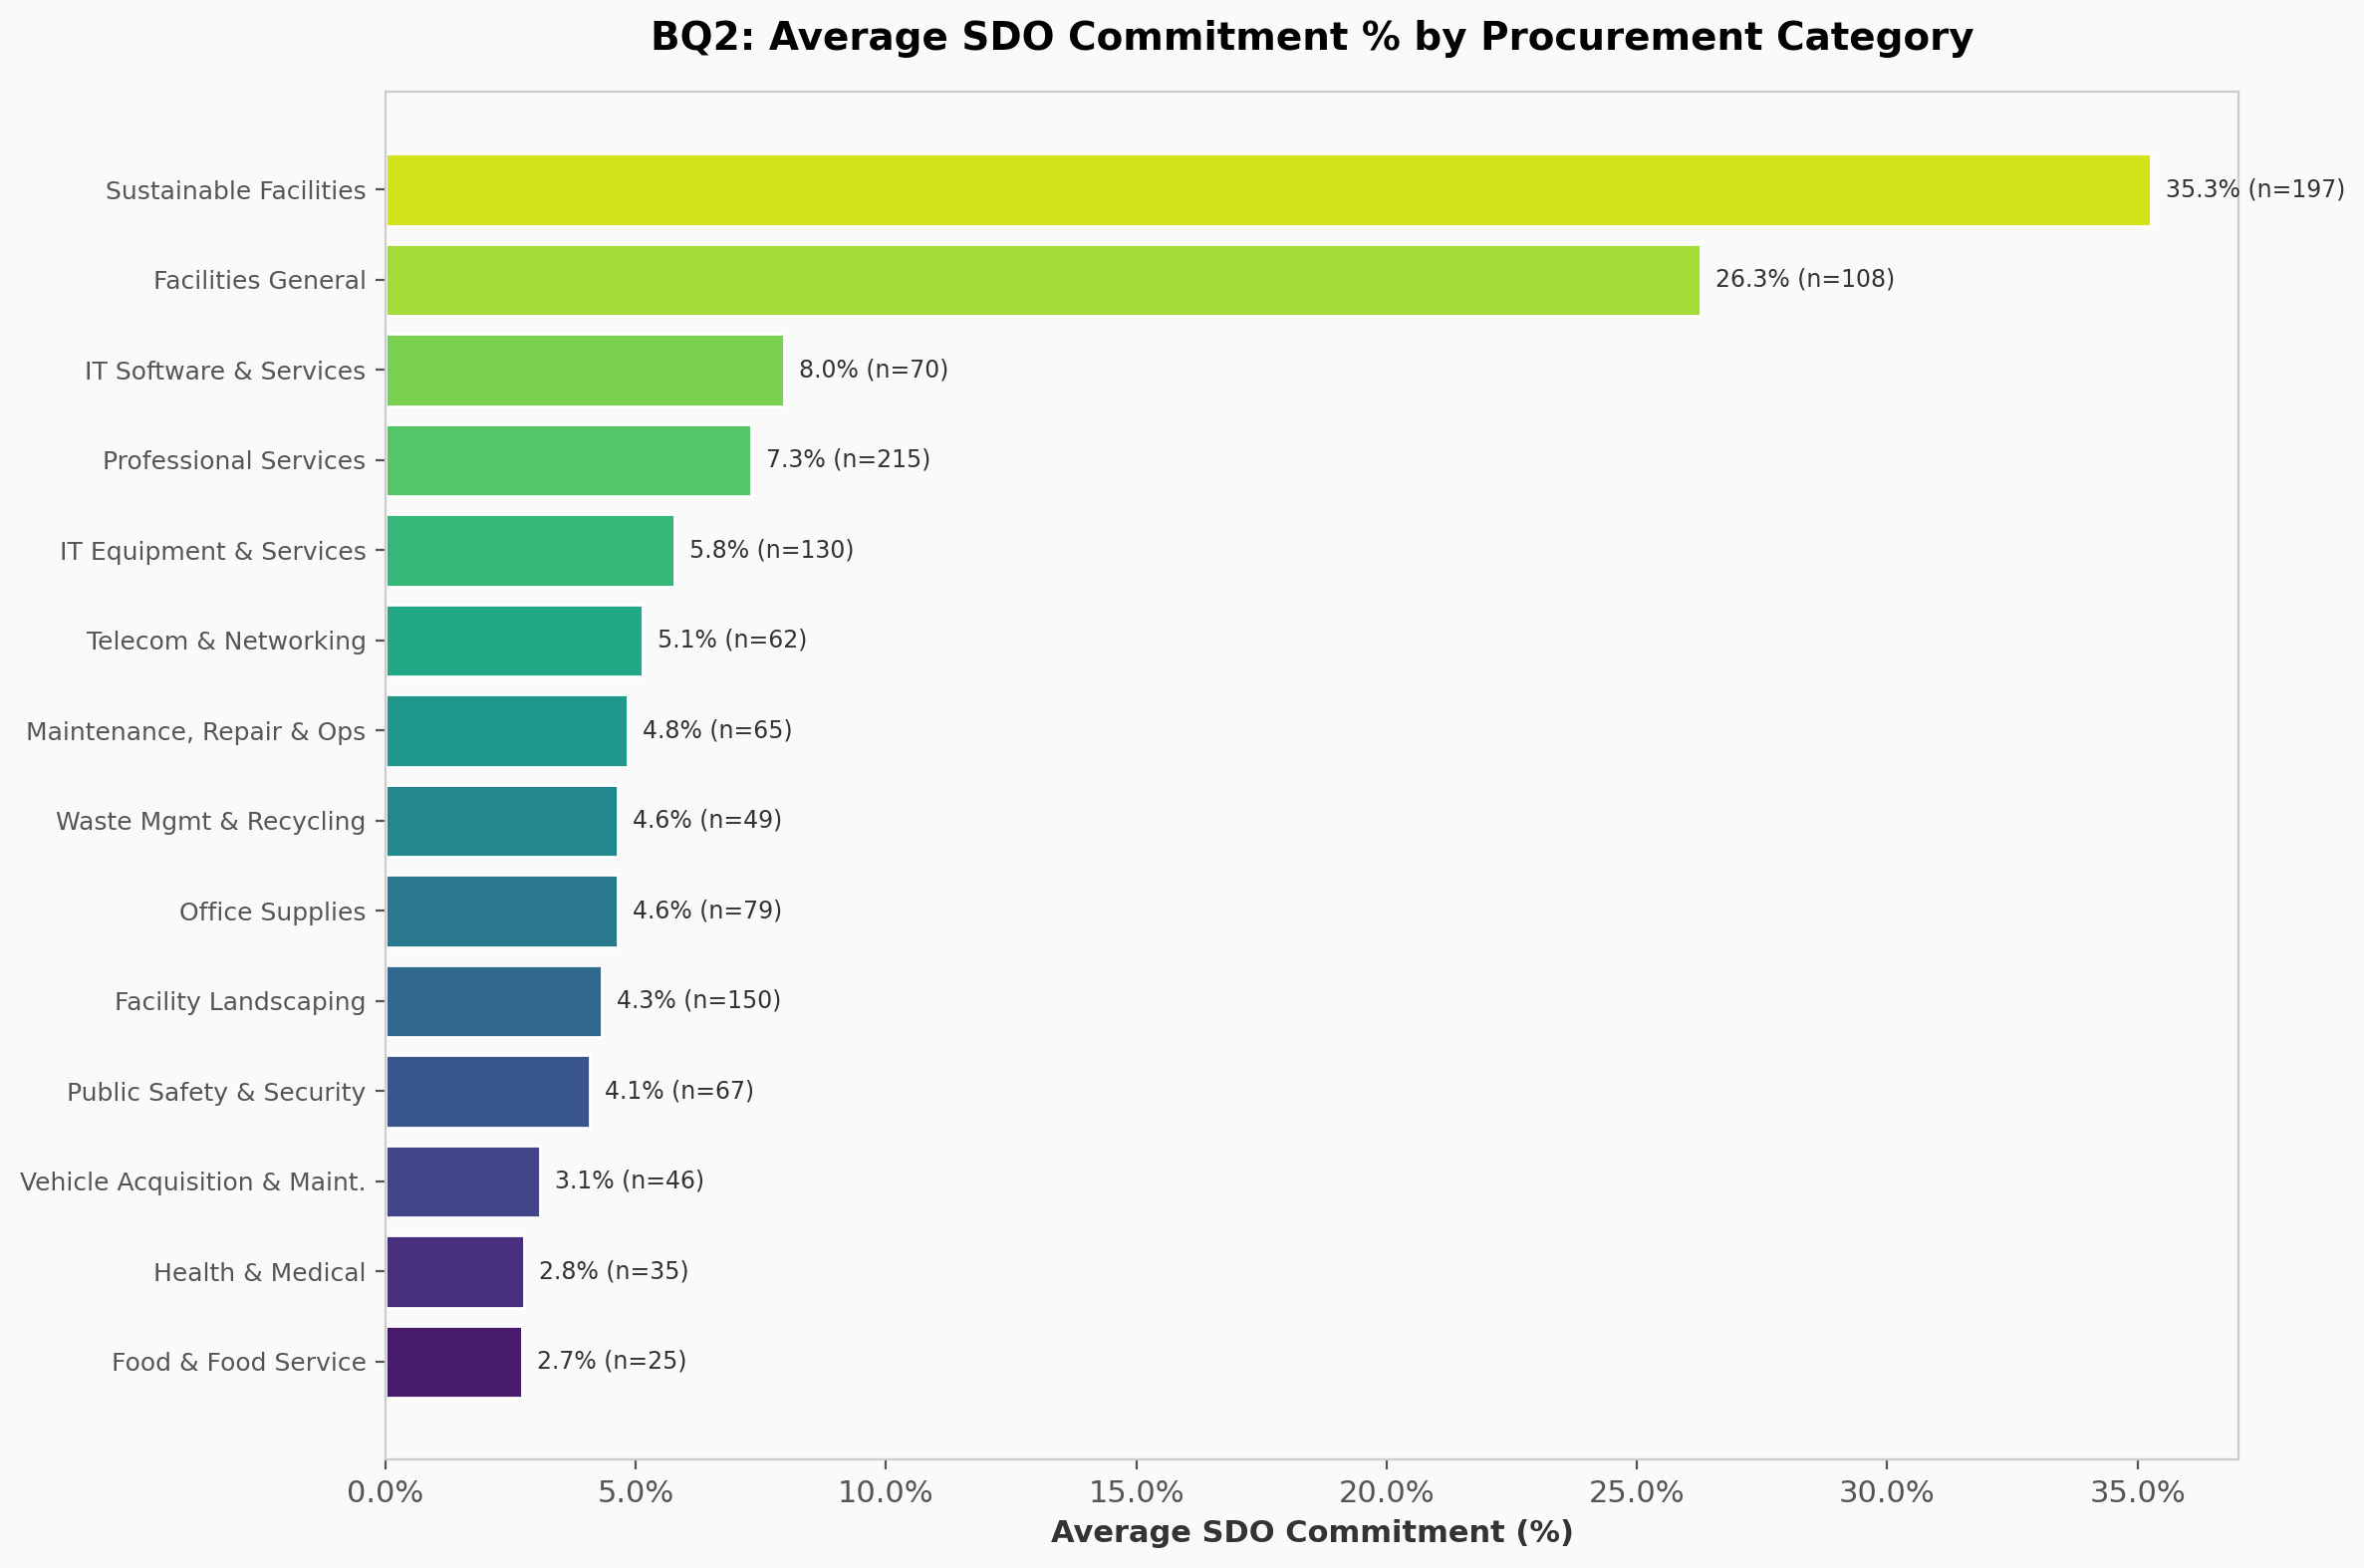 BQ2: Average SDO Commitment % by Procurement Category
Sustainable Facilities 35.3% (n=197)
Facilities General 26.3% (n=108)
IT Software & Services 8.0% (n=70)
Professional Services 7.3% (n=215)
IT Equipment & Services 5.8% (n=130)
Telecom & Networking 5.1% (n=62)
Maintenance, Repair & Ops 4.8% (n=65)
Waste Mgmt & Recycling 4.6% (n=49)
Office Supplies 4.6% (n=79)
Facility Landscaping 4.3% (n=150)
Public Safety & Security 4.1% (n=67)
Vehicle Acquisition & Maint. 3.1% (n=46)
Health & Medical 2.8% (n=35)
Food & Food Service 2.7% (n=25)
0.0% 5.0% 10.0% 15.0% 20.0% 25.0% 30.0% 35.0%
Average SDO Commitment (%)